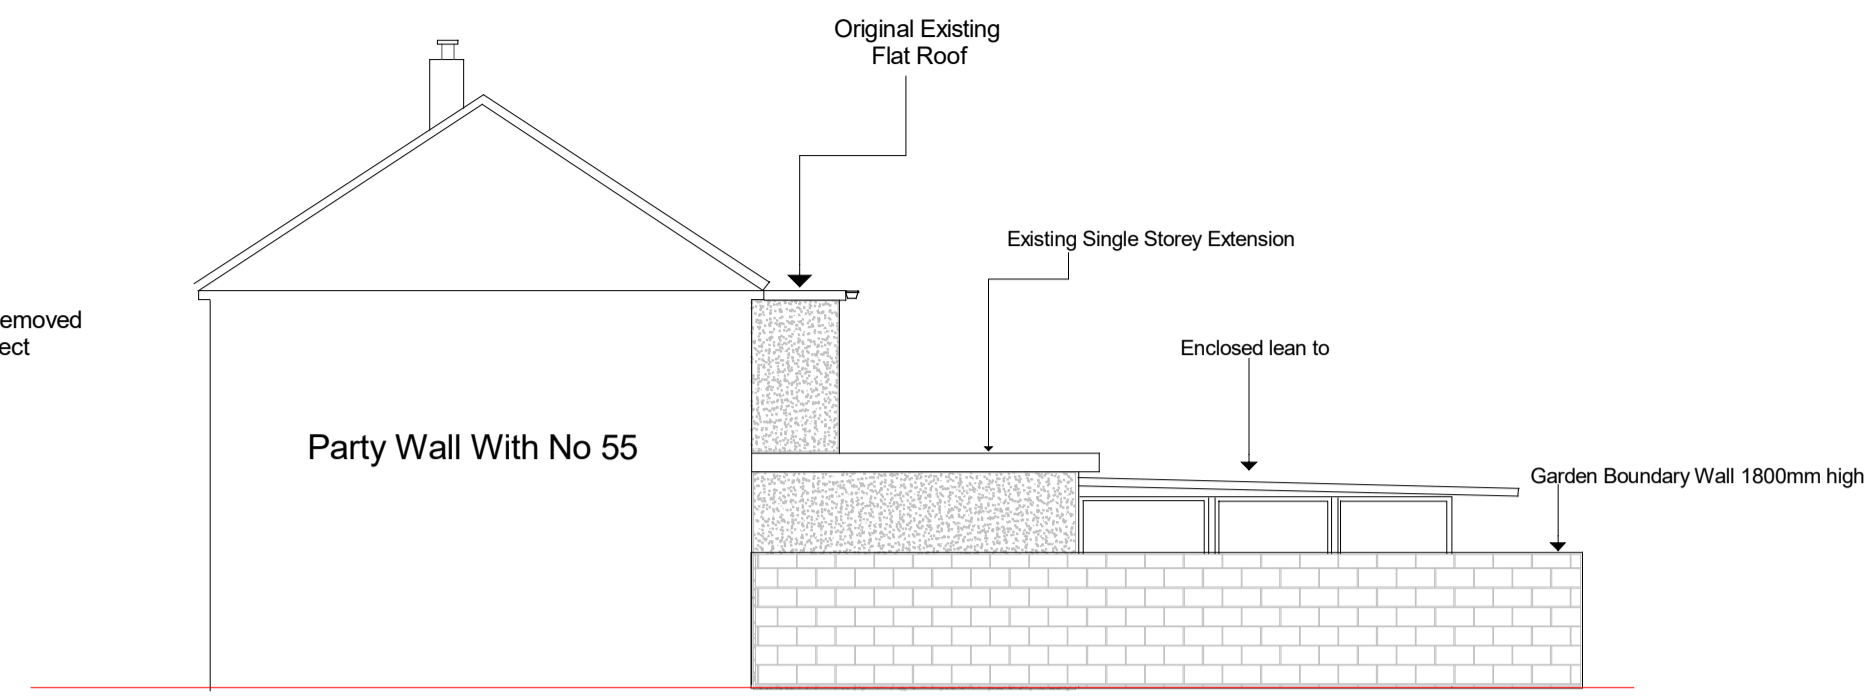 Original Existing
Flat Roof
Existing Single Storey Extension
emoved
ect
Enclosed lean to
Party Wall With No 55
Garden Boundary Wall 1800mm high